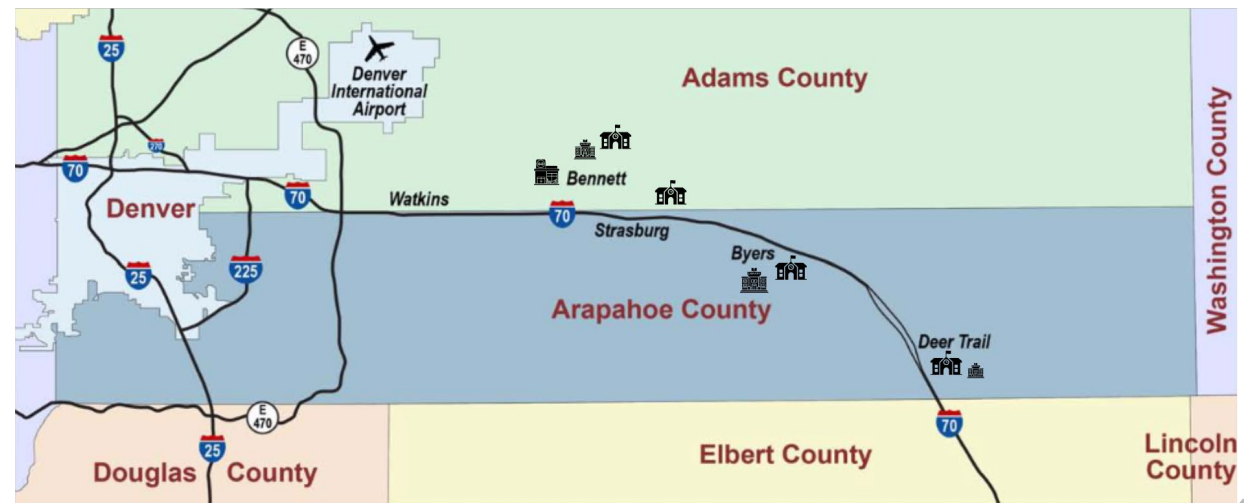 25
E
470
Denver
International
Airport
Adams County
Washington County
270
70
Bennett
70
Watkins
Denver
70
Strasburg
Byers
25
225
Arapahoe County
Deer Trail
E
470
70
25
Douglas County
Elbert County
Lincoln
County